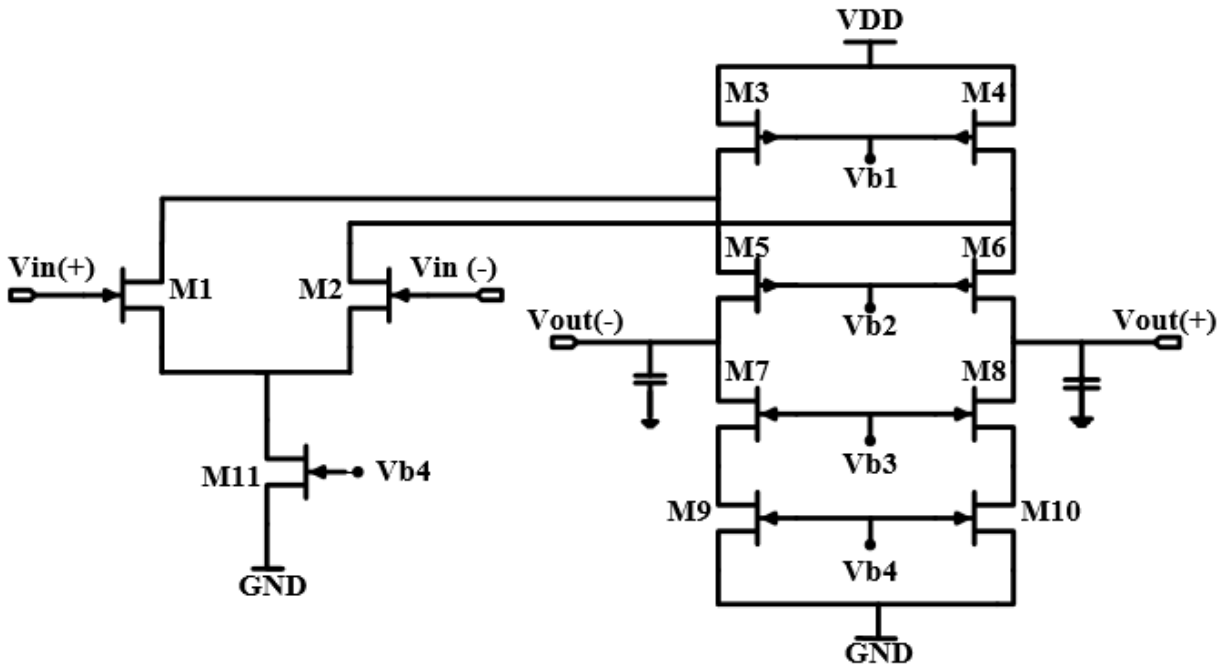 VDD
M3
M4
Vb1
Vin(+)
M1
M2
Vin (-)
M5
M6
Vb2
Vout(-)
Vout(+)
M7
M8
Vb3
M11
Vb4
M9
M10
Vb4
GND
GND